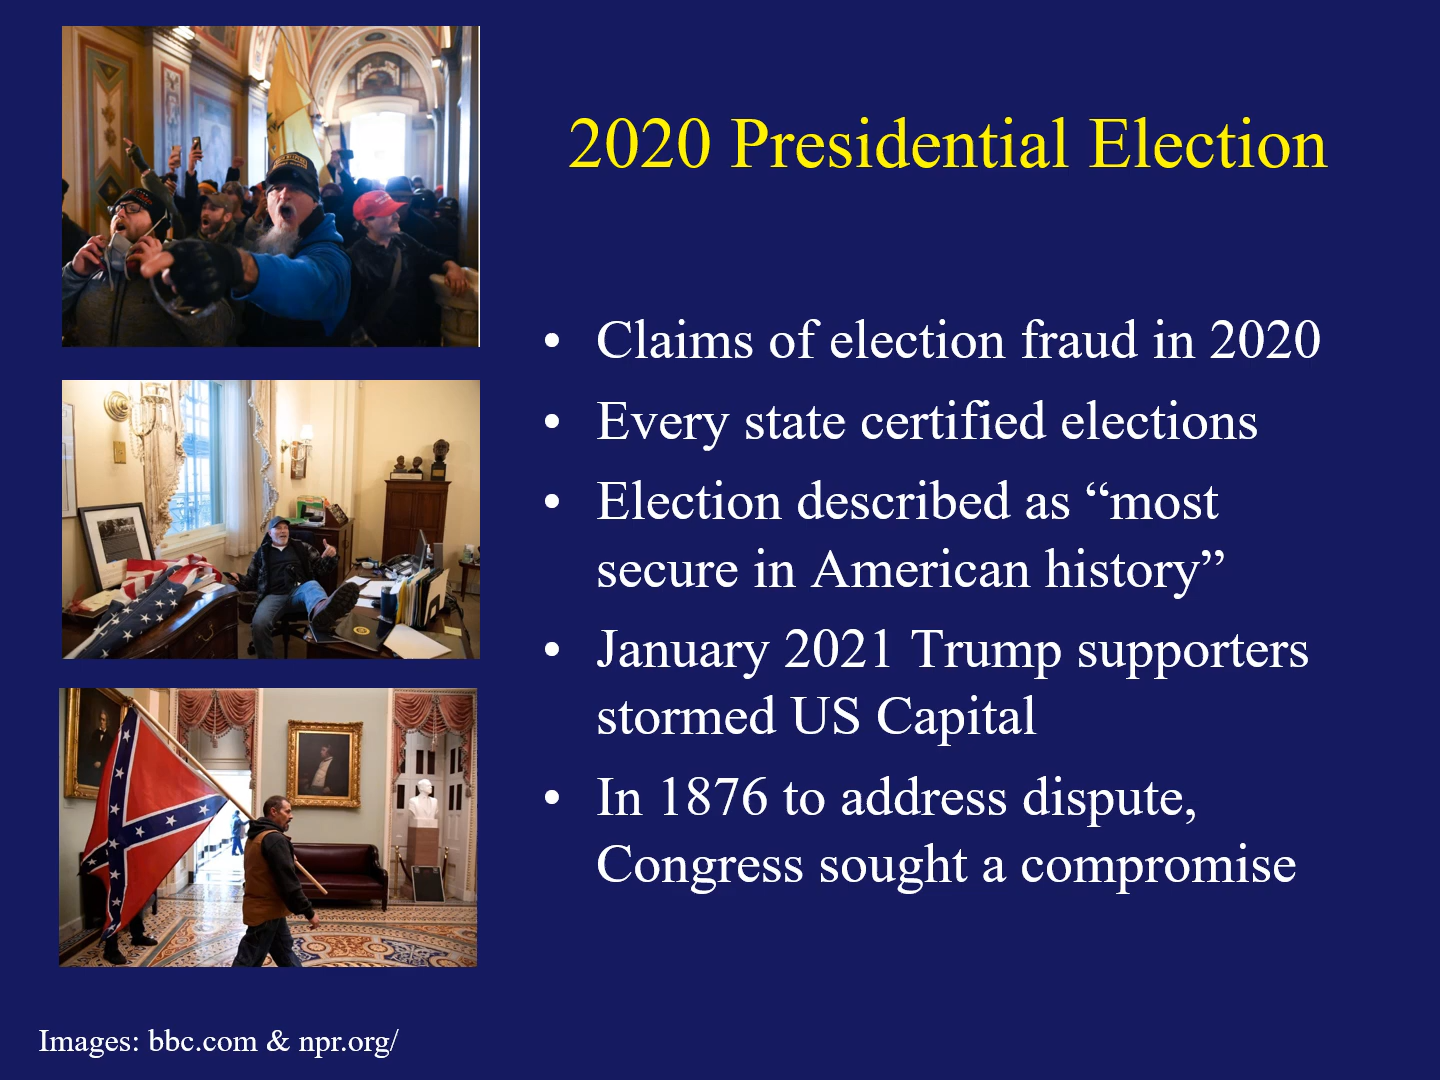 2020 Presidential Election
• Claims of election fraud in 2020
• Every state certified elections
• Election described as “most
secure in American history”
• January 2021 Trump supporters
stormed US Capital
• In 1876 to address dispute,
Congress sought a compromise
Images: bbc.com & npr.org/